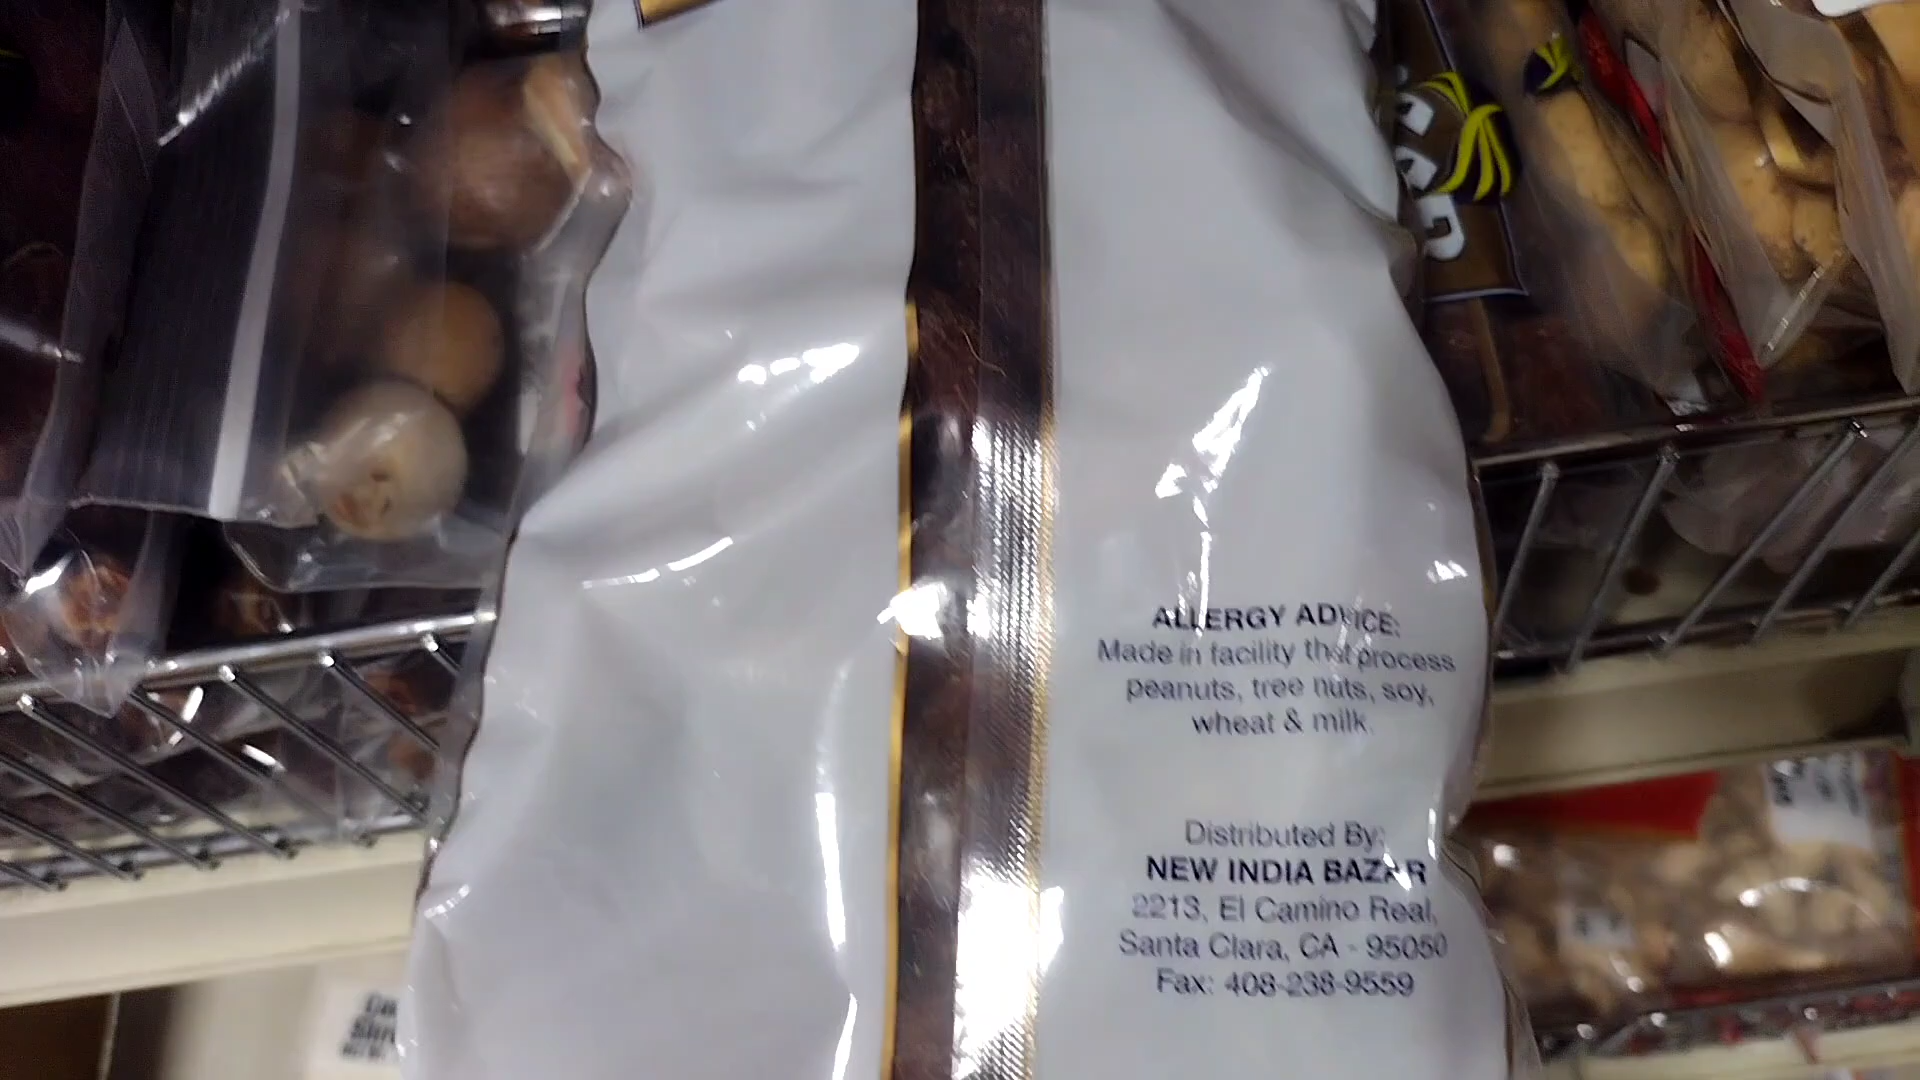 ALLERGY ADVICE:
Made in facility that process
peanuts, tree nuts, soy,
wheat & milk.
Distributed By:
NEW INDIA BAZAR
2213, El Camino Real,
Santa Clara, CA - 95050
Fax: 408-238-9559